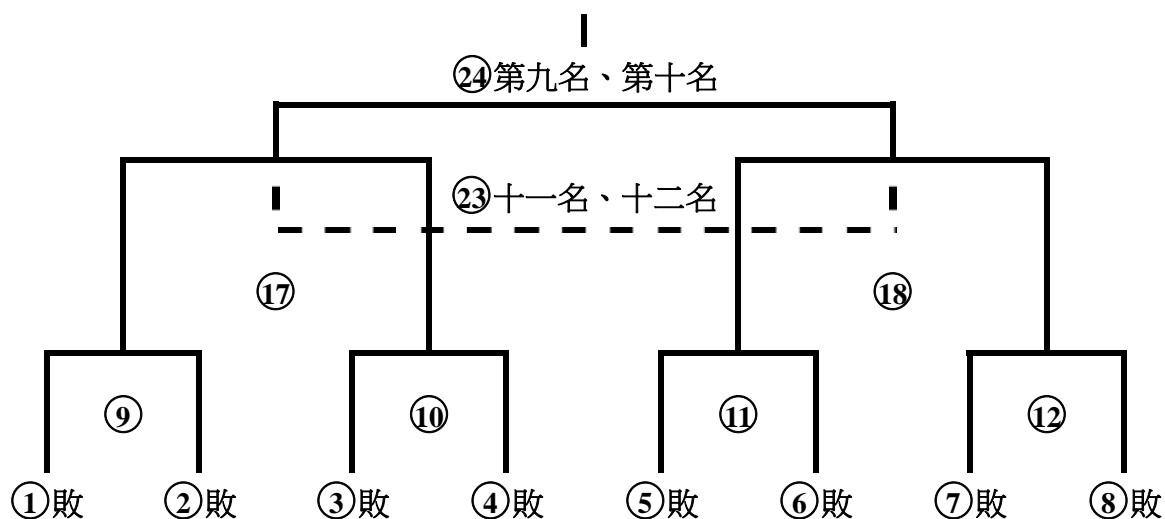 ㉔第九名、第十名
㉓十一名、十二名
⑰ ⑱
⑨ ⑩ ⑪ ⑫
①敗 ②敗 ③敗 ④敗 ⑤敗 ⑥敗 ⑦敗 ⑧敗